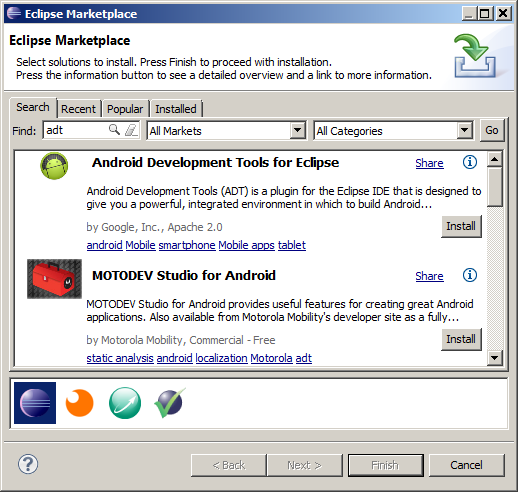 Eclipse Marketplace
Eclipse Marketplace
Select solutions to install. Press Finish to proceed with installation.
Press the information button to see a detailed overview and a link to more information.
Search Recent Popular Installed
Find: adt All Markets All Categories Go
Android Development Tools for Eclipse Share
Android Development Tools (ADT) is a plugin for the Eclipse IDE that is designed to
give you a powerful, integrated environment in which to build Android...
by Google, Inc., Apache 2.0 Install
android Mobile smartphone Mobile apps tablet
MOTODEV Studio for Android Share
MOTODEV Studio for Android provides useful features for creating great Android
applications. Also available from Motorola Mobility's developer site as a fully...
by Motorola Mobility, Commercial - Free Install
static analysis android localization Motorola adt
< Back Next > Finish Cancel